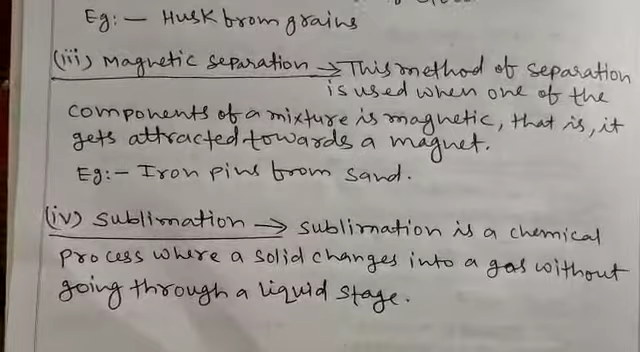 Eg:- Husk from grains
(iii) Magnetic separation → This method of separation
is used when one of the
components of a mixture is magnetic, that is, it
gets attracted towards a magnet.
Eg:- Iron pins from sand.
(iv) Sublimation → sublimation is a chemical
process where a solid changes into a gas without
going through a liquid stage.